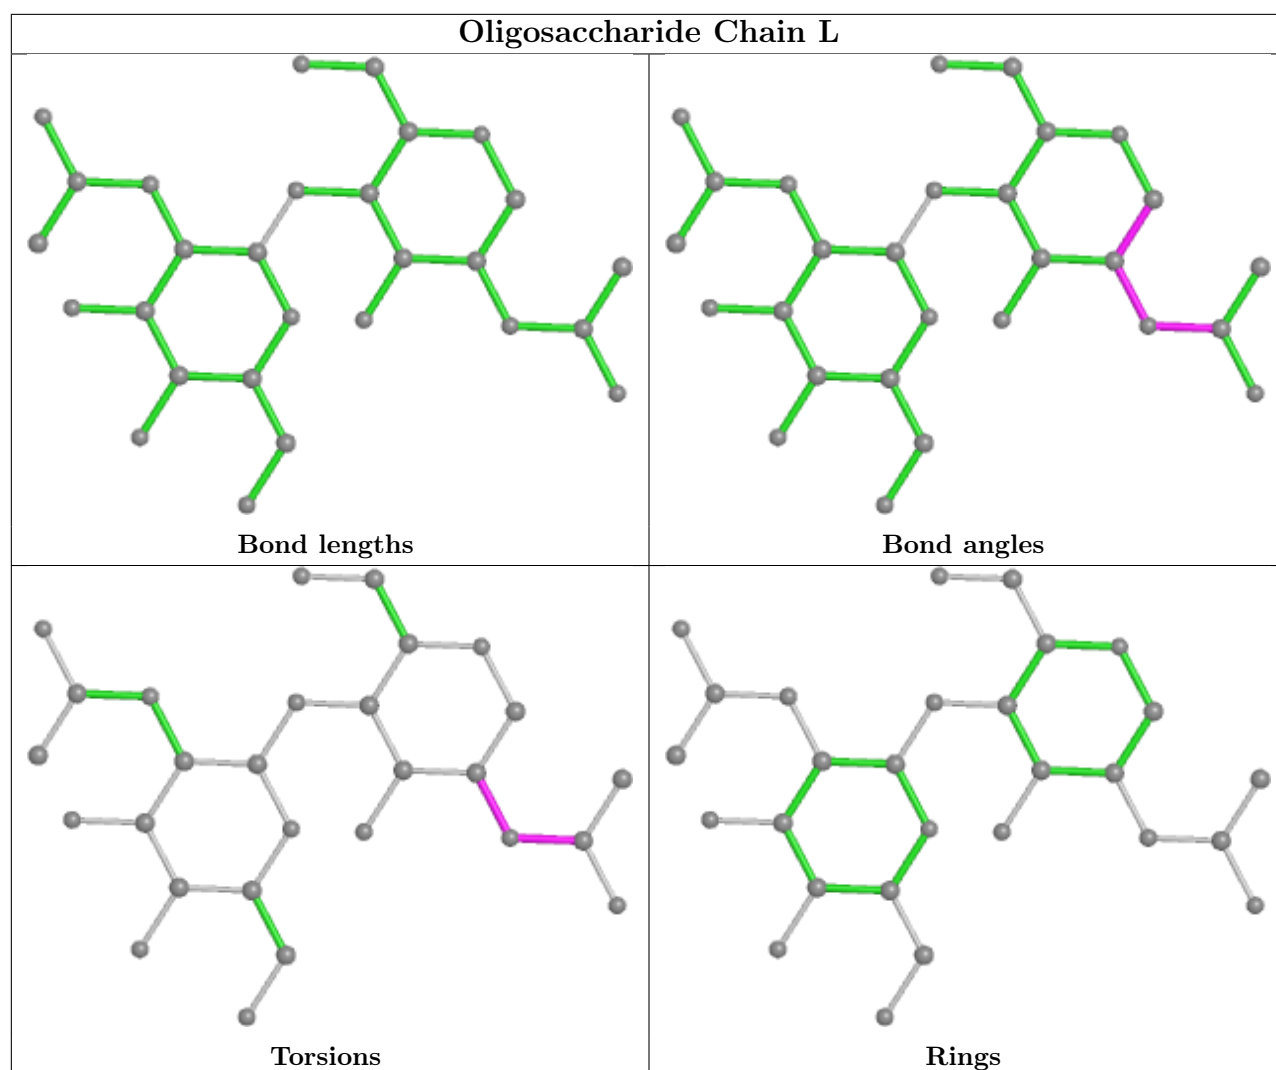 Oligosaccharide Chain L
Bond lengths
Bond angles
Torsions
Rings